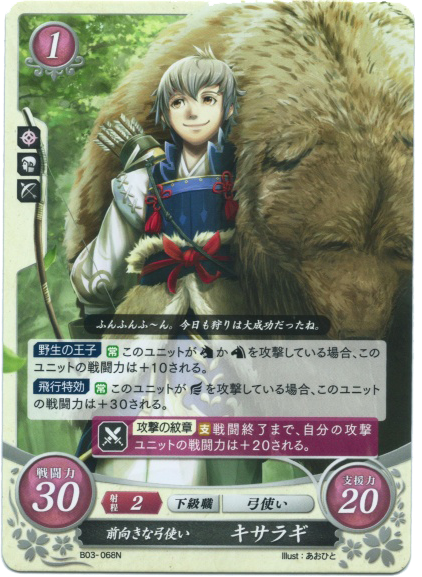 1
ふんふんふ～ん。今日も狩りは大成功だったね。
野生の王子 常 このユニットが か を攻撃している場合、この
ユニットの戦闘力は＋10される。
飛行特効 常 このユニットが を攻撃している場合、このユニット
の戦闘力は＋30される。
攻撃の紋章 支 戦闘終了まで、自分の攻撃
ユニットの戦闘力は＋20される。
戦闘力
30
射程 2 下級職 弓使い
支援力
20
前向きな弓使い キサラギ
B03-068N Illust：あおひと